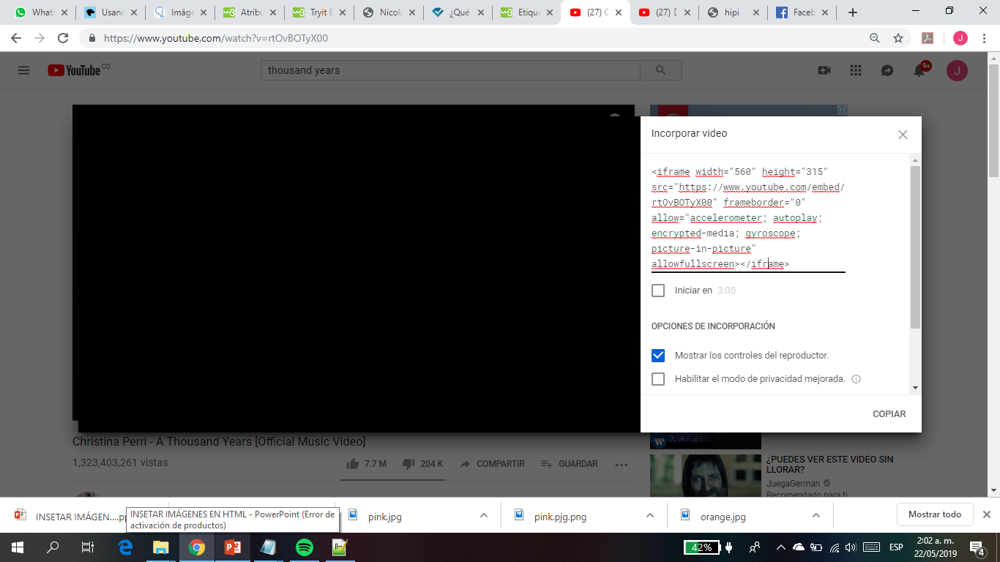 Whats
Usanc
Imáge
Atribu
Tryit E
Nicola
¿Qué
Etique
(27) C
(27) [
hipi
Faceb
https://www.youtube.com/watch?v=rtOvBOTyX00
J
YouTube CO
thousand years
9+
J
Incorporar video
<iframe width="560" height="315"
src="https://www.youtube.com/embed/
rtOvBOTyX00" frameborder="0"
allow="accelerometer; autoplay;
encrypted-media; gyroscope;
picture-in-picture"
allowfullscreen></iframe>
Iniciar en 3:05
OPCIONES DE INCORPORACIÓN
Mostrar los controles del reproductor.
Habilitar el modo de privacidad mejorada.
COPIAR
Christina Perri - A Thousand Years [Official Music Video]
1,323,403,261 vistas
7.7 M
204 K
COMPARTIR
GUARDAR
¿PUEDES VER ESTE VIDEO SIN
LLORAR?
JuegaGerman
Recomendado para ti
INSETAR IMÁGEN....pp
INSETAR IMÁGENES EN HTML - PowerPoint (Error de
activación de productos)
pink.jpg
pink.pjg.png
orange.jpg
Mostrar todo
42%
ESP
2:02 a. m.
22/05/2019
4